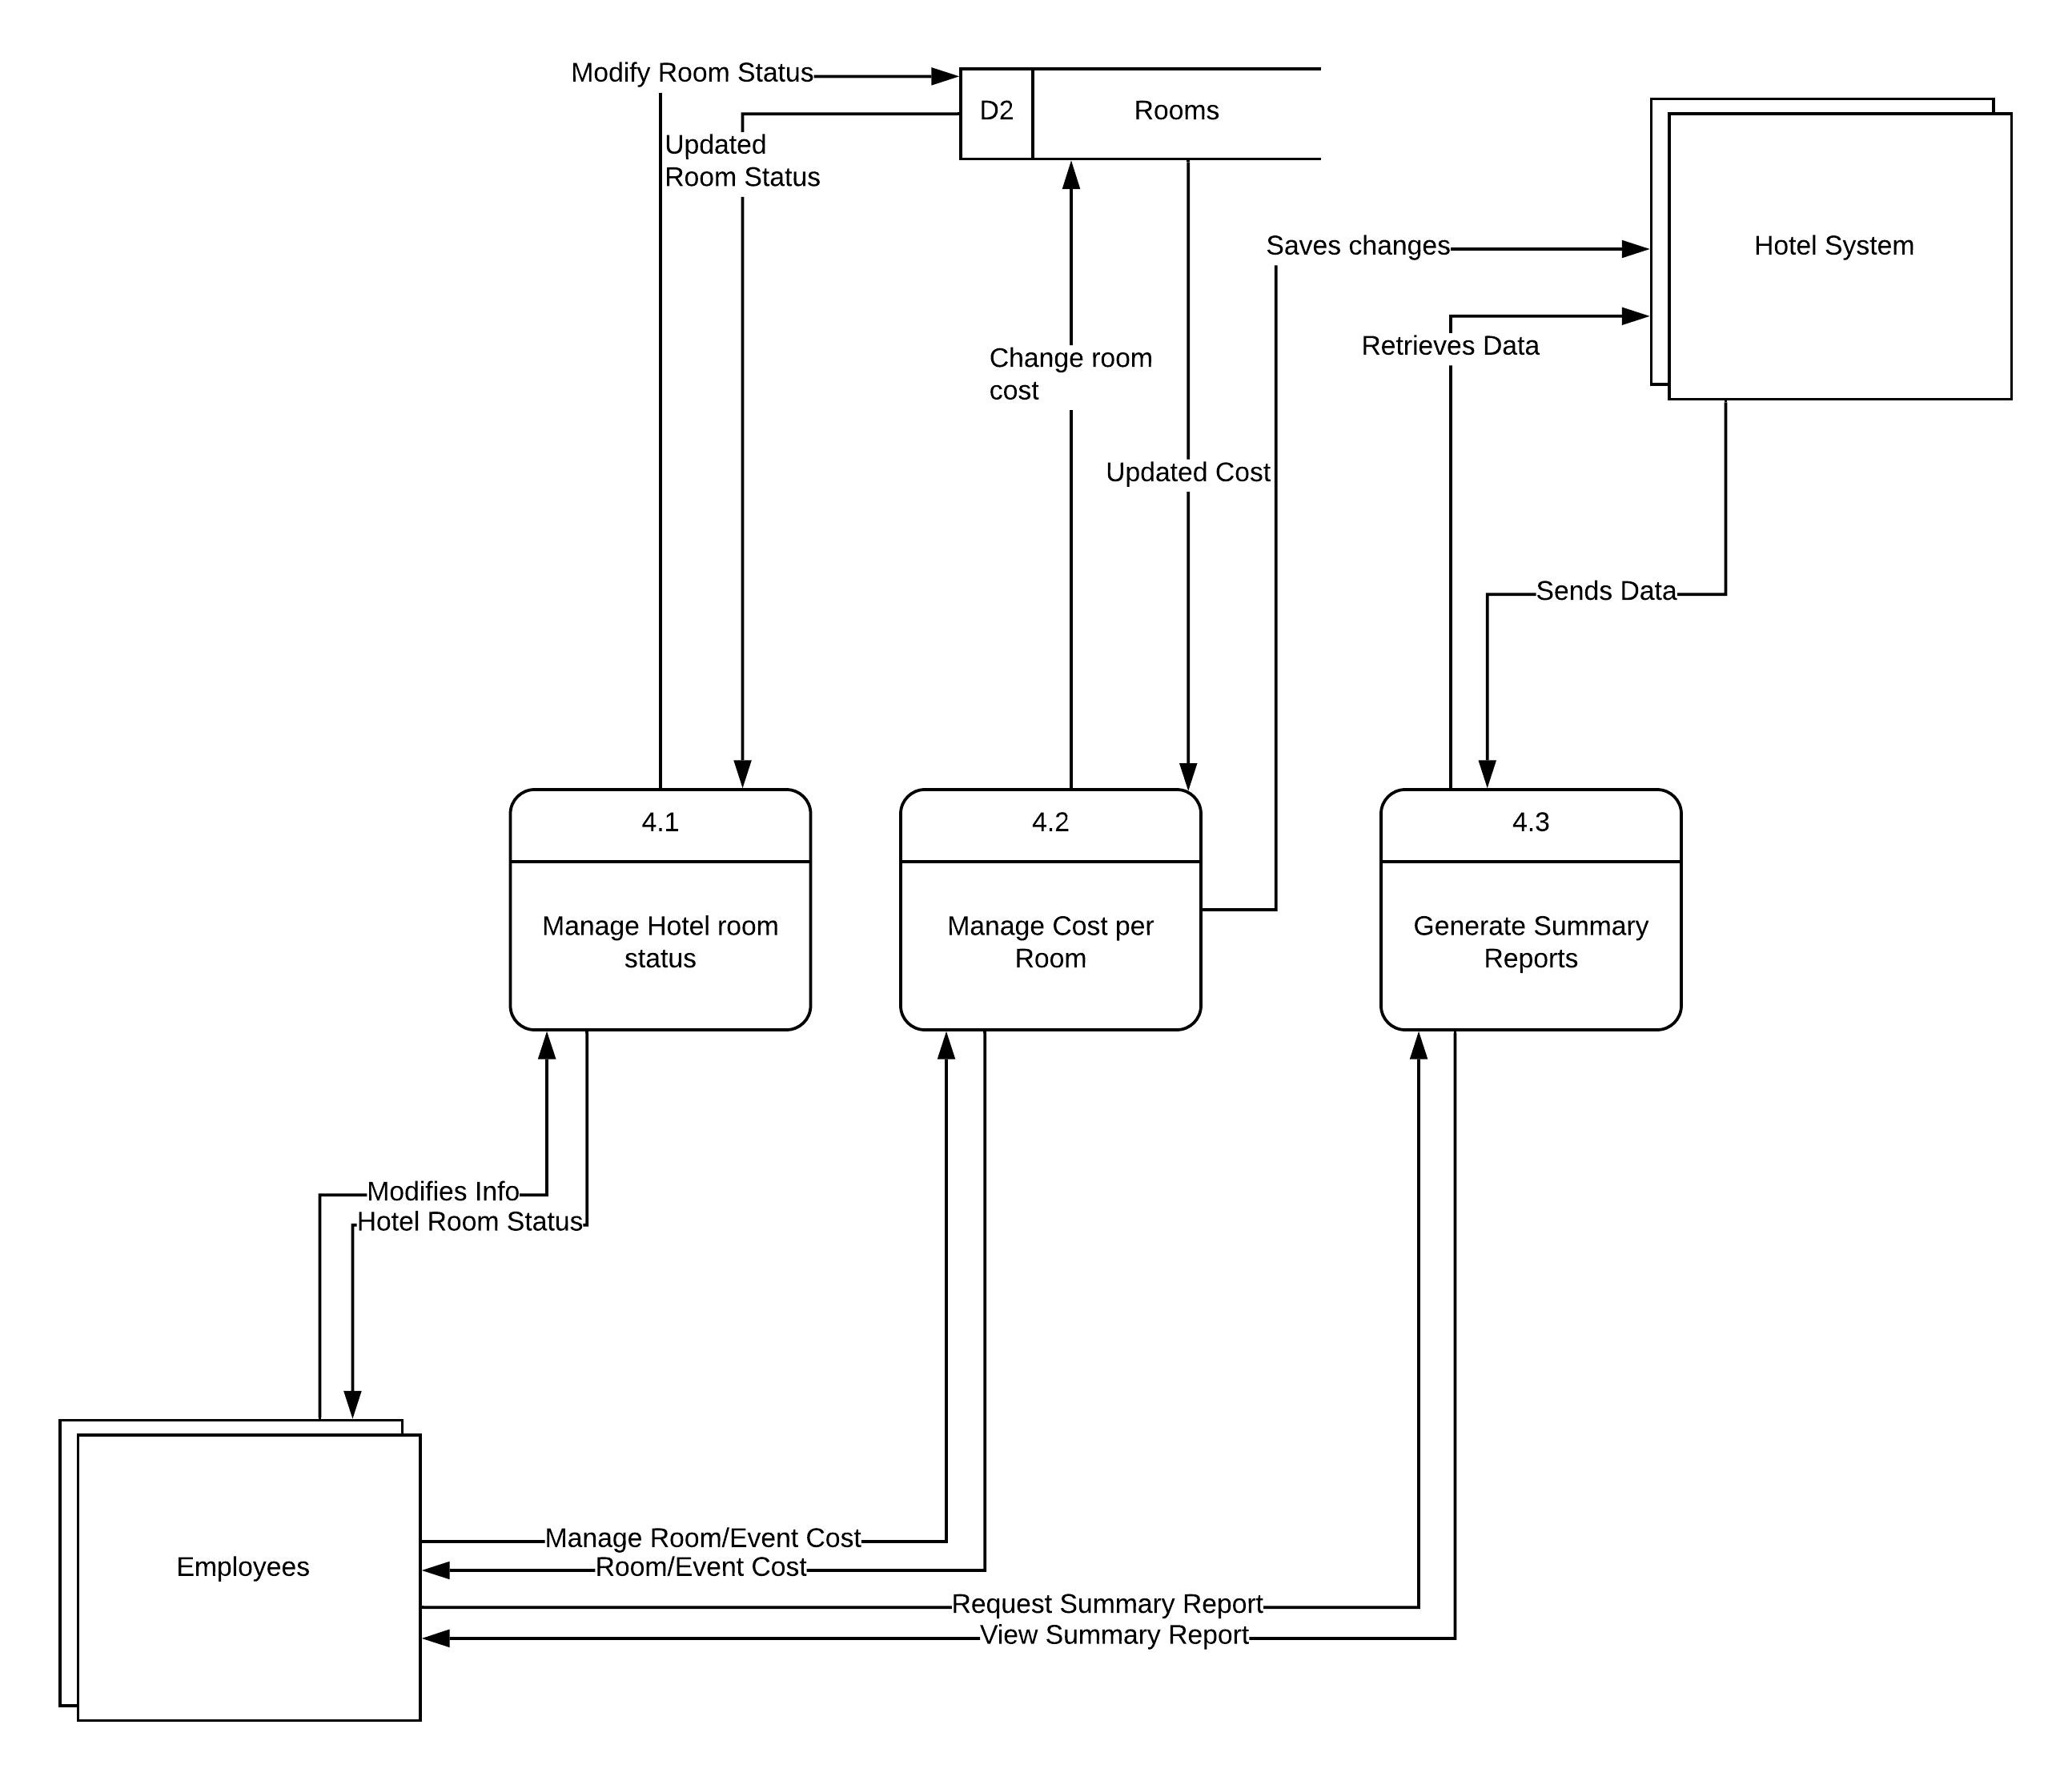 Modify Room Status
D2
Rooms
Updated
Room Status
Hotel System
Saves changes
Retrieves Data
Change room
cost
Updated Cost
Sends Data
4.1
Manage Hotel room
status
4.2
Manage Cost per
Room
4.3
Generate Summary
Reports
Modifies Info
Hotel Room Status
Employees
Manage Room/Event Cost
Room/Event Cost
Request Summary Report
View Summary Report